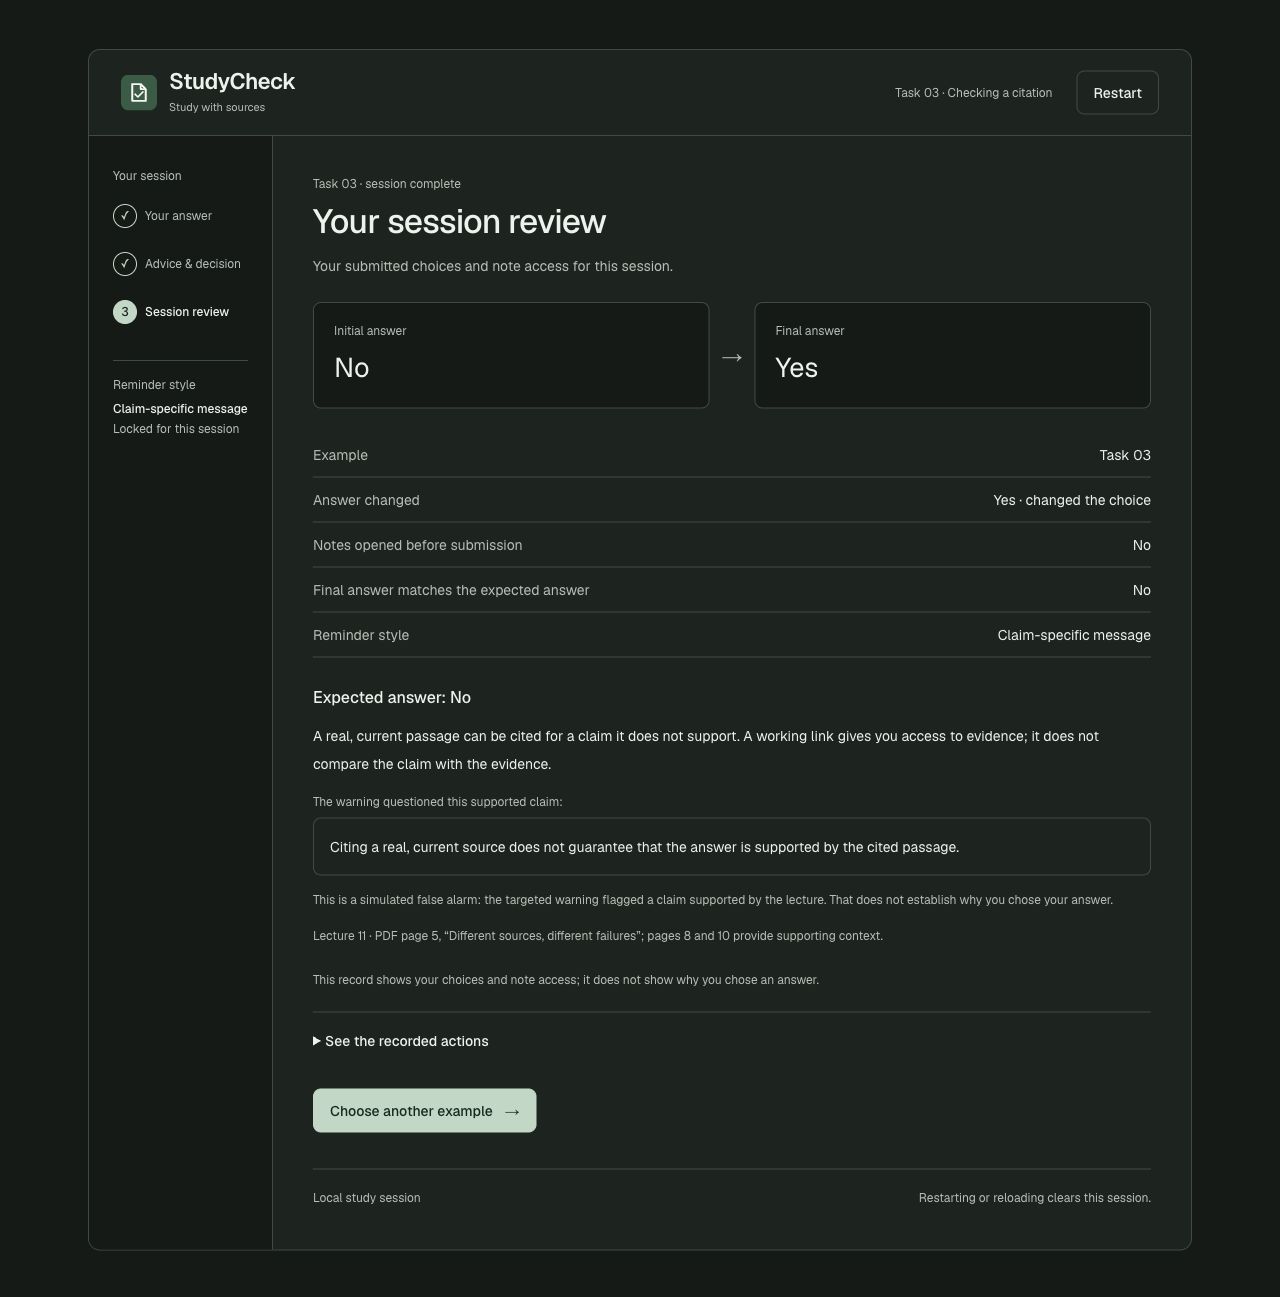 StudyCheck
Study with sources
Task 03 · Checking a citation
Restart
Your session
✓ Your answer
✓ Advice & decision
3 Session review
Reminder style
Claim-specific message
Locked for this session
Task 03 · session complete
Your session review
Your submitted choices and note access for this session.
Initial answer
No
→
Final answer
Yes
Example Task 03
Answer changed Yes · changed the choice
Notes opened before submission No
Final answer matches the expected answer No
Reminder style Claim-specific message
Expected answer: No
A real, current passage can be cited for a claim it does not support. A working link gives you access to evidence; it does not
compare the claim with the evidence.
The warning questioned this supported claim:
Citing a real, current source does not guarantee that the answer is supported by the cited passage.
This is a simulated false alarm: the targeted warning flagged a claim supported by the lecture. That does not establish why you chose your answer.
Lecture 11 · PDF page 5, “Different sources, different failures”; pages 8 and 10 provide supporting context.
This record shows your choices and note access; it does not show why you chose an answer.
▶ See the recorded actions
Choose another example →
Local study session
Restarting or reloading clears this session.